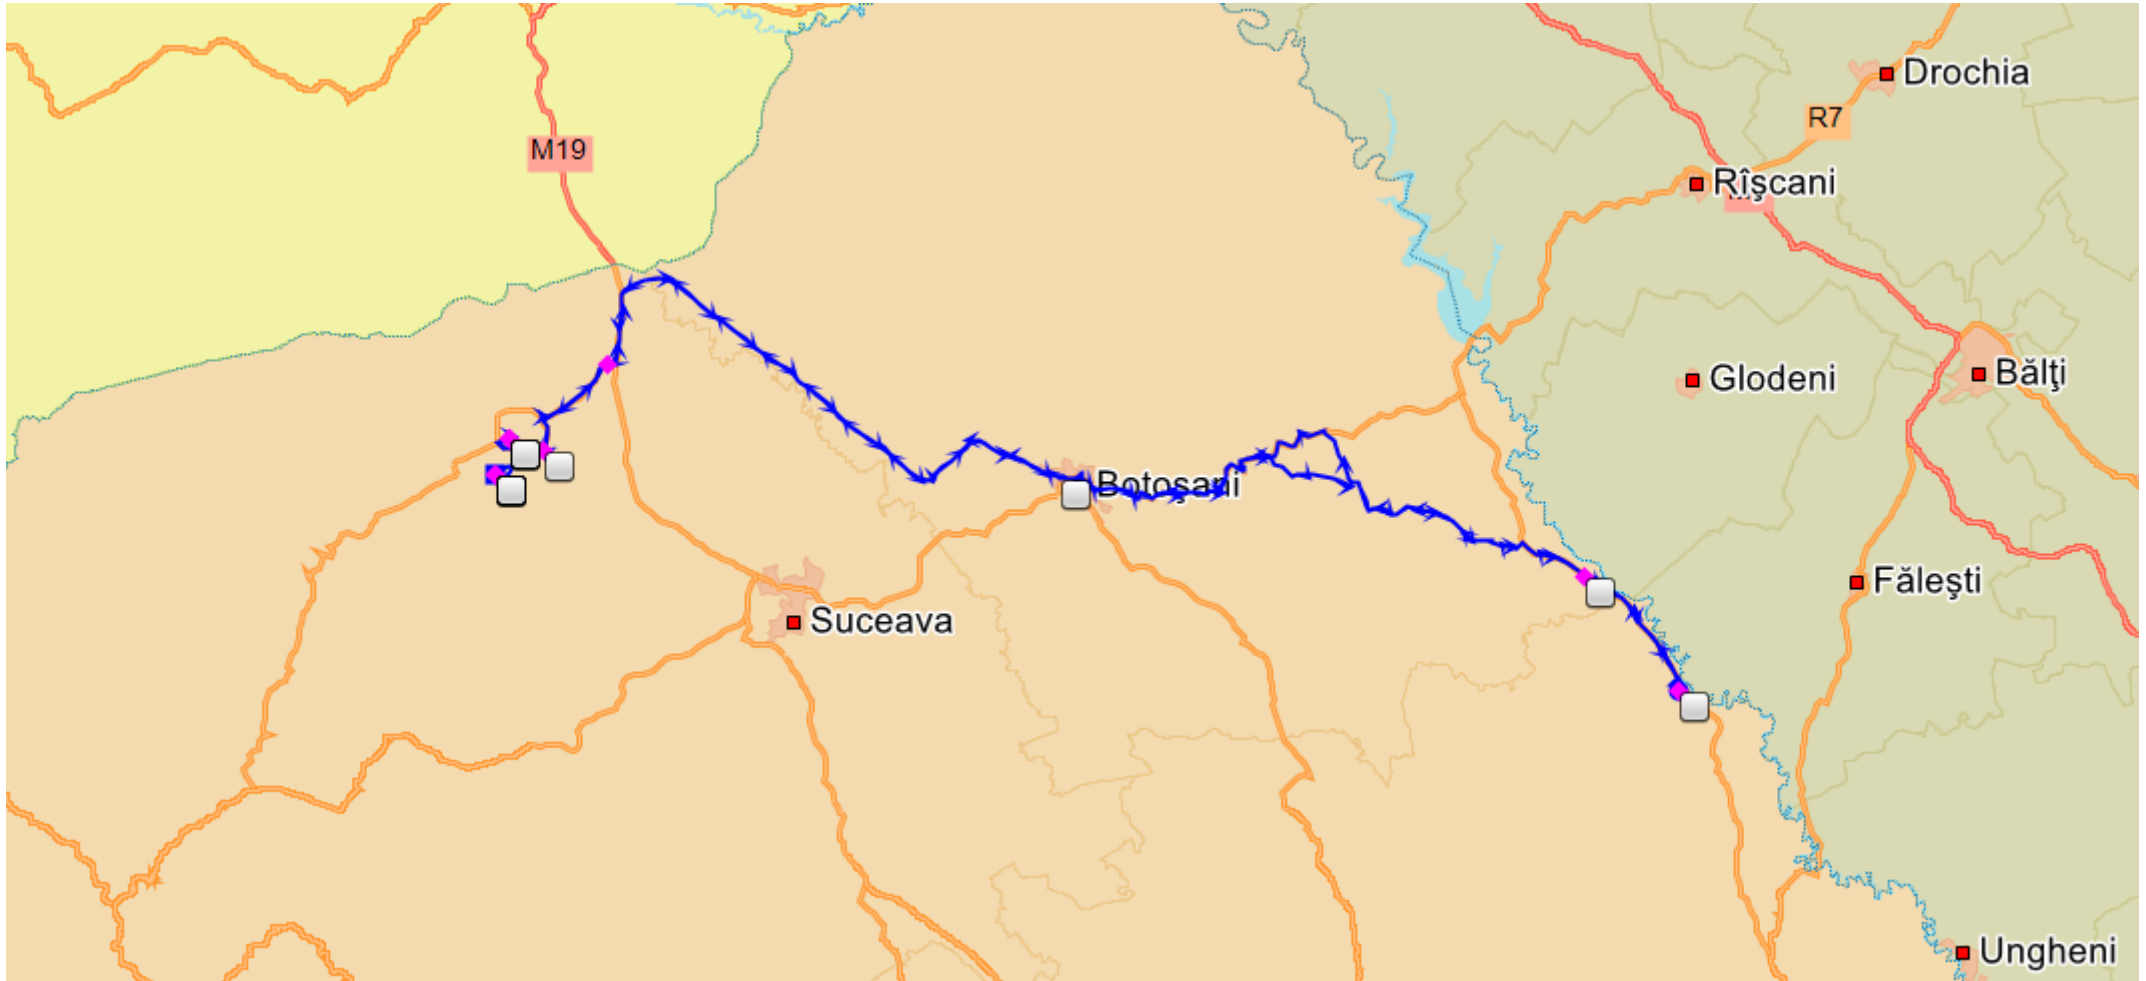 Drochia
R7
M19
Rîşcani
Bălţi
Glodeni
Botoşani
Făleşti
Suceava
Ungheni